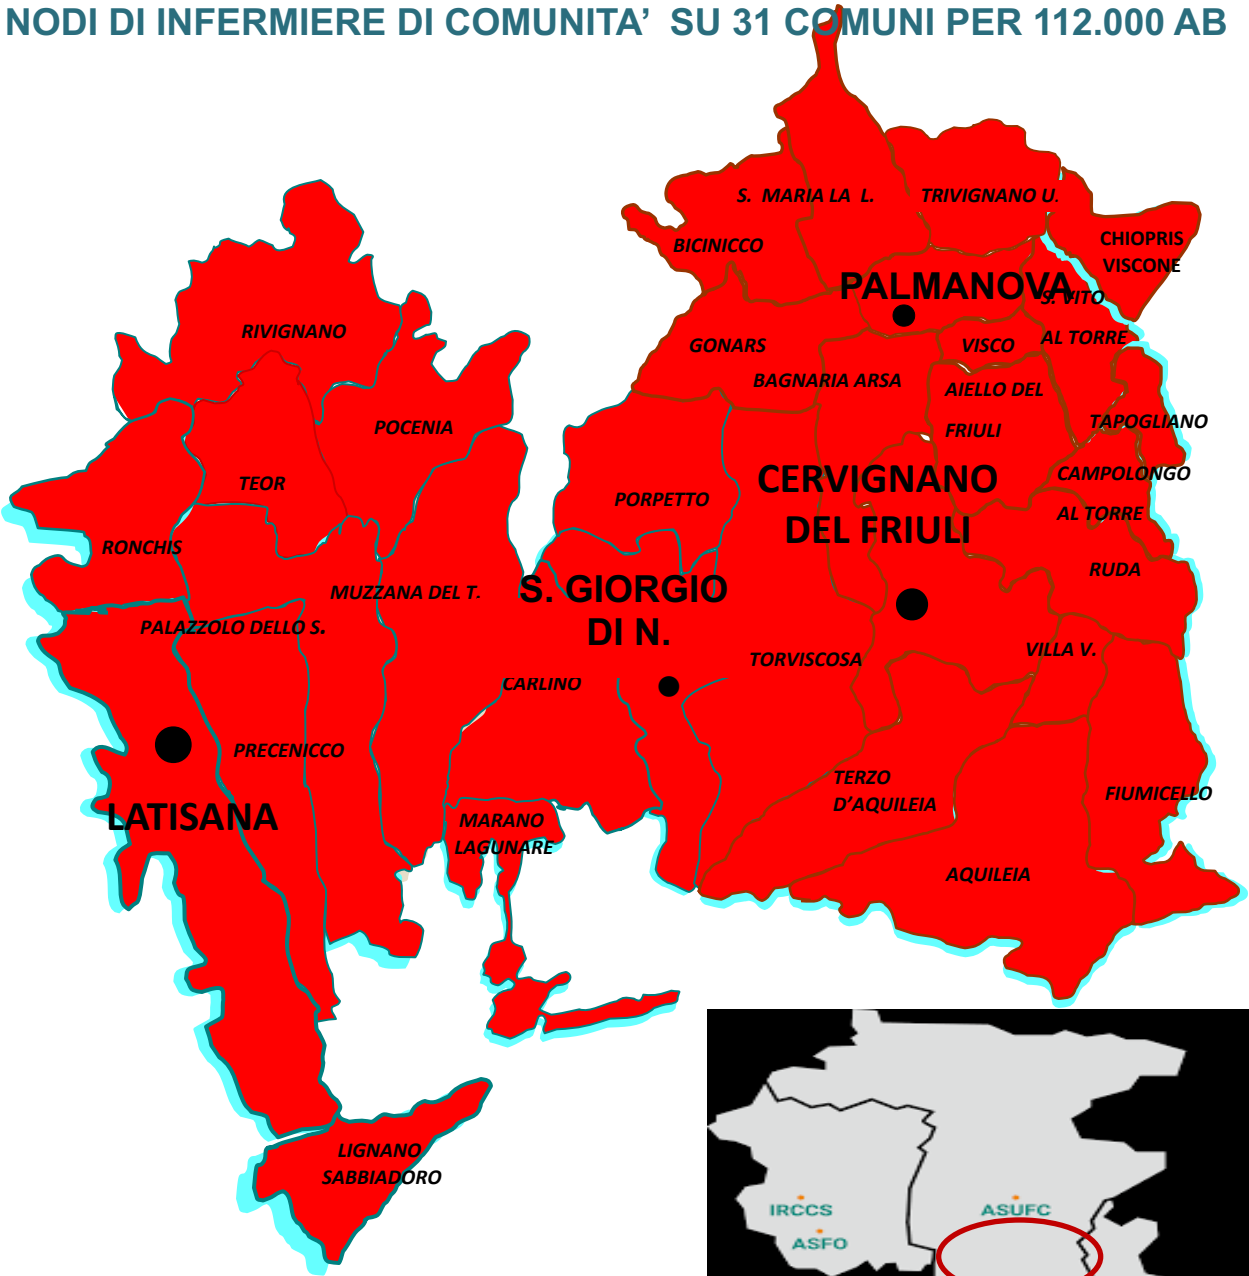 NODI DI INFERMIERE DI COMUNITA’ SU 31 COMUNI PER 112.000 AB
S. MARIA LA L.
TRIVIGNANO U.
BICINICCO
CHIOPRIS
VISCONE
PALMANOVA
S. VITO
AL TORRE
RIVIGNANO
GONARS
VISCO
BAGNARIA ARSA
AIELLO DEL
FRIULI
POCENIA
TAPOGLIANO
TEOR
PORPETTO
CERVIGNANO
DEL FRIULI
CAMPOLONGO
AL TORRE
RONCHIS
RUDA
MUZZANA DEL T.
S. GIORGIO
DI N.
PALAZZOLO DELLO S.
TORVISCOSA
VILLA V.
CARLINO
PRECENICCO
TERZO
D’AQUILEIA
FIUMICELLO
LATISANA
MARANO
LAGUNARE
AQUILEIA
LIGNANO
SABBIADORO
IRCCS
ASUFC
ASFO